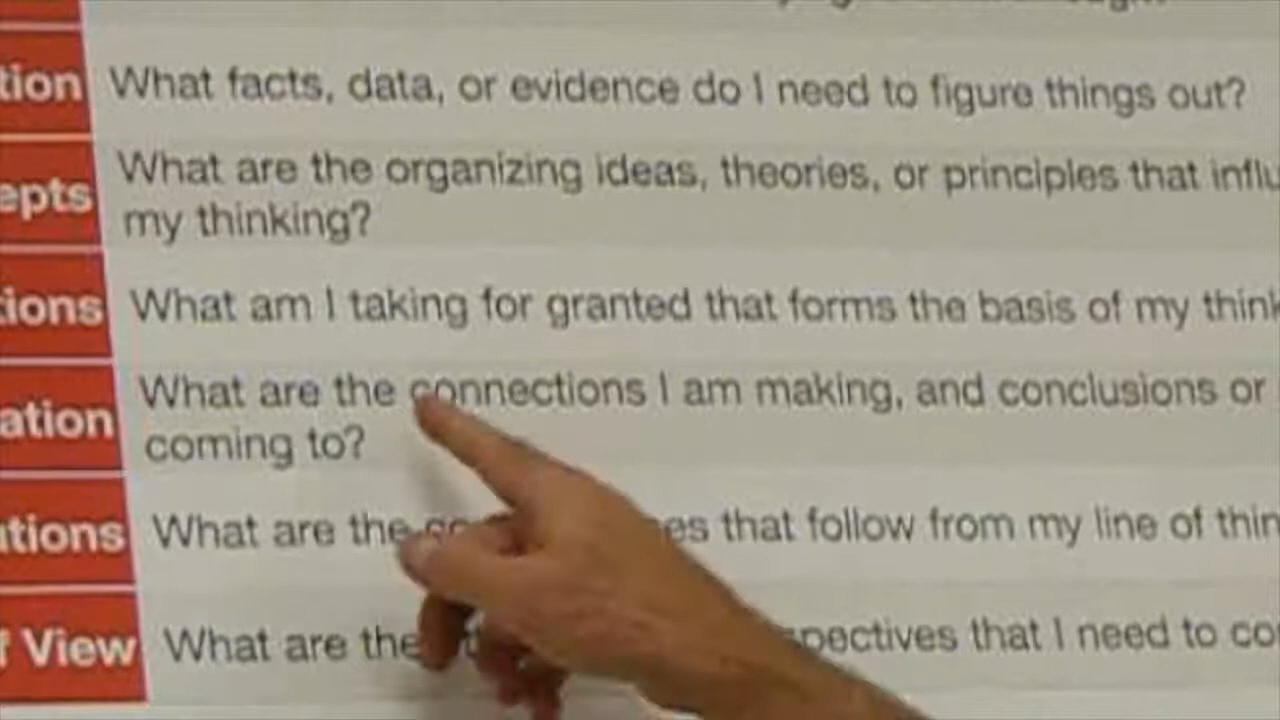 tion What facts, data, or evidence do I need to figure things out?
epts What are the organizing ideas, theories, or principles that influ
my thinking?
ions What am I taking for granted that forms the basis of my think
ation What are the connections I am making, and conclusions or
coming to?
ations What are the es that follow from my line of thin
f View What are the pectives that I need to co